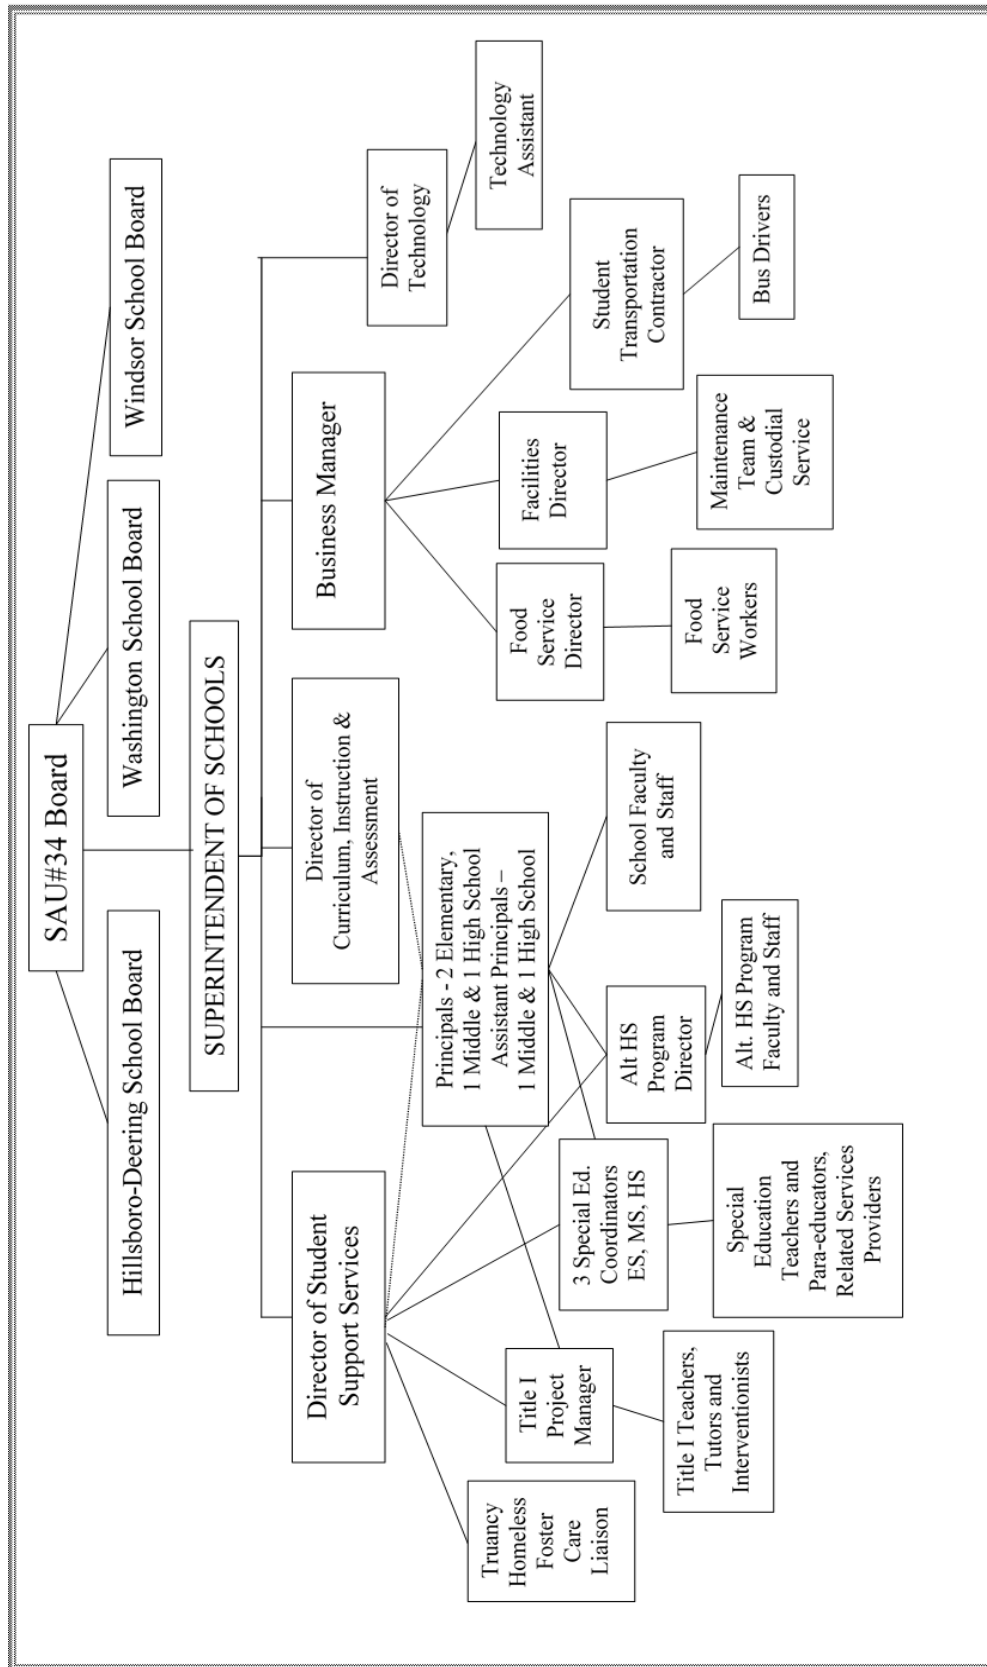 SAU#34 Board
Hillsboro-Deering School Board
Washington School Board
Windsor School Board
SUPERINTENDENT OF SCHOOLS
Director of Student
Support Services
Director of
Curriculum, Instruction &
Assessment
Business Manager
Director of
Technology
Technology
Assistant
Principals - 2 Elementary,
1 Middle & 1 High School
Assistant Principals –
1 Middle & 1 High School
Truancy
Homeless
Foster
Care
Liaison
Title I
Project
Manager
3 Special Ed.
Coordinators
ES, MS, HS
Alt HS
Program
Director
School Faculty
and Staff
Food
Service
Director
Facilities
Director
Student
Transportation
Contractor
Title I Teachers,
Tutors and
Interventionists
Special
Education
Teachers and
Para-educators,
Related Services
Providers
Alt. HS Program
Faculty and Staff
Food
Service
Workers
Maintenance
Team &
Custodial
Service
Bus Drivers